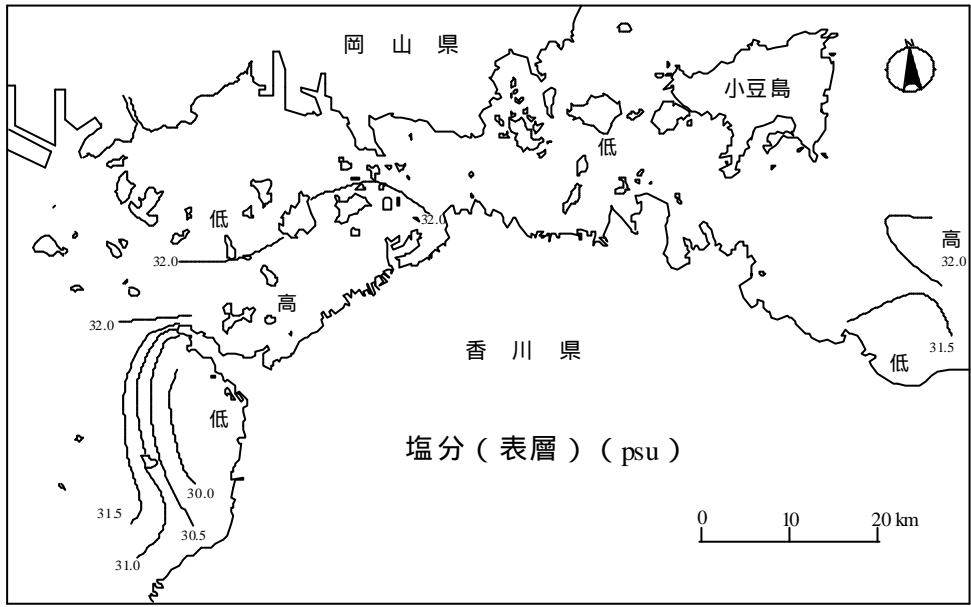 岡 山 県
小豆島
低
低
32.0
高
32.0
32.0
高
32.0
31.5
香 川 県
低
低
塩分（表層）（psu）
30.0
31.5
30.5
31.0
0 10 20 km